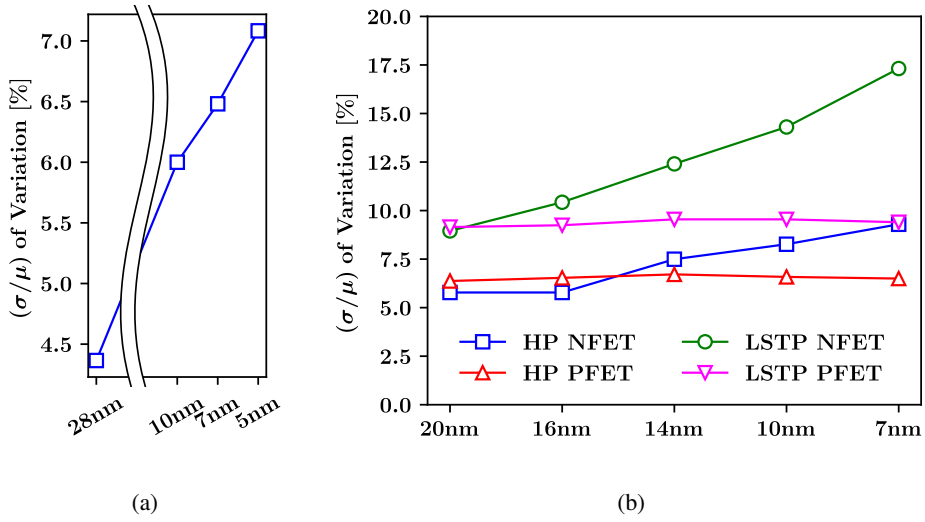 (σ/μ) of Variation [%]
7.0
6.5
6.0
5.5
5.0
4.5
28nm
10nm
7nm
5nm
(a)
(σ/μ) of Variation [%]
20.0
17.5
15.0
12.5
10.0
7.5
5.0
2.5
0.0
HP NFET
LSTP NFET
HP PFET
LSTP PFET
20nm
16nm
14nm
10nm
7nm
(b)